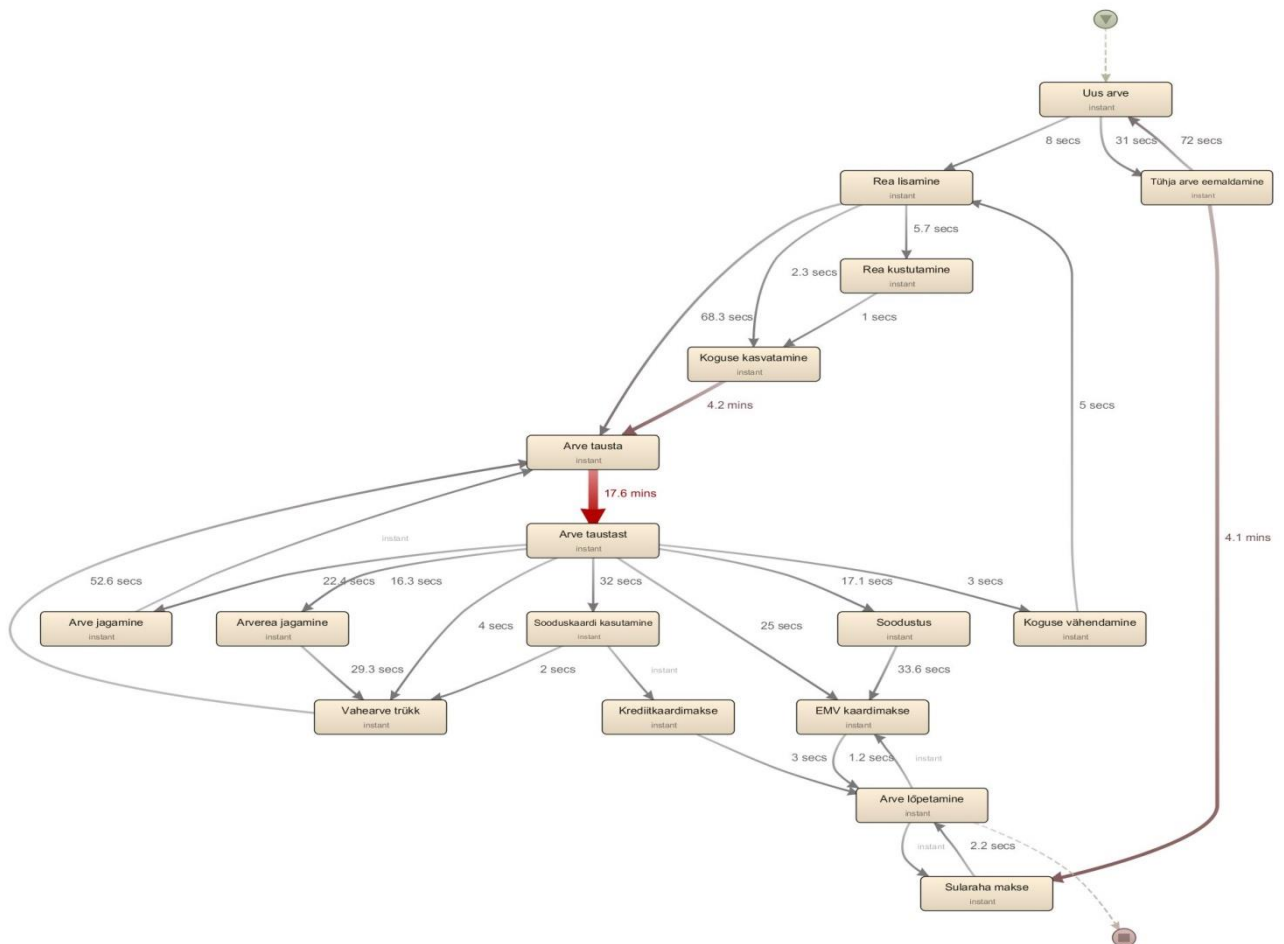 Uus arve
instant
8 secs
31 secs
72 secs
Rea lisamine
instant
Tühja arve eemaldamine
instant
5.7 secs
2.3 secs
Rea kustutamine
instant
68.3 secs
1 secs
Koguse kasvatamine
instant
4.2 mins
5 secs
Arve tausta
instant
17.6 mins
Arve taustast
instant
instant
4.1 mins
52.6 secs
22.4 secs
16.3 secs
32 secs
17.1 secs
3 secs
Arve jagamine
instant
Arverea jagamine
instant
4 secs
Sooduskaardi kasutamine
instant
25 secs
Soodustus
instant
Koguse vähendamine
instant
29.3 secs
2 secs
instant
33.6 secs
Vahearve trükk
instant
Krediitkaardimakse
instant
EMV kaardimakse
instant
3 secs
1.2 secs
instant
Arve lõpetamine
instant
instant
2.2 secs
Sularaha makse
instant